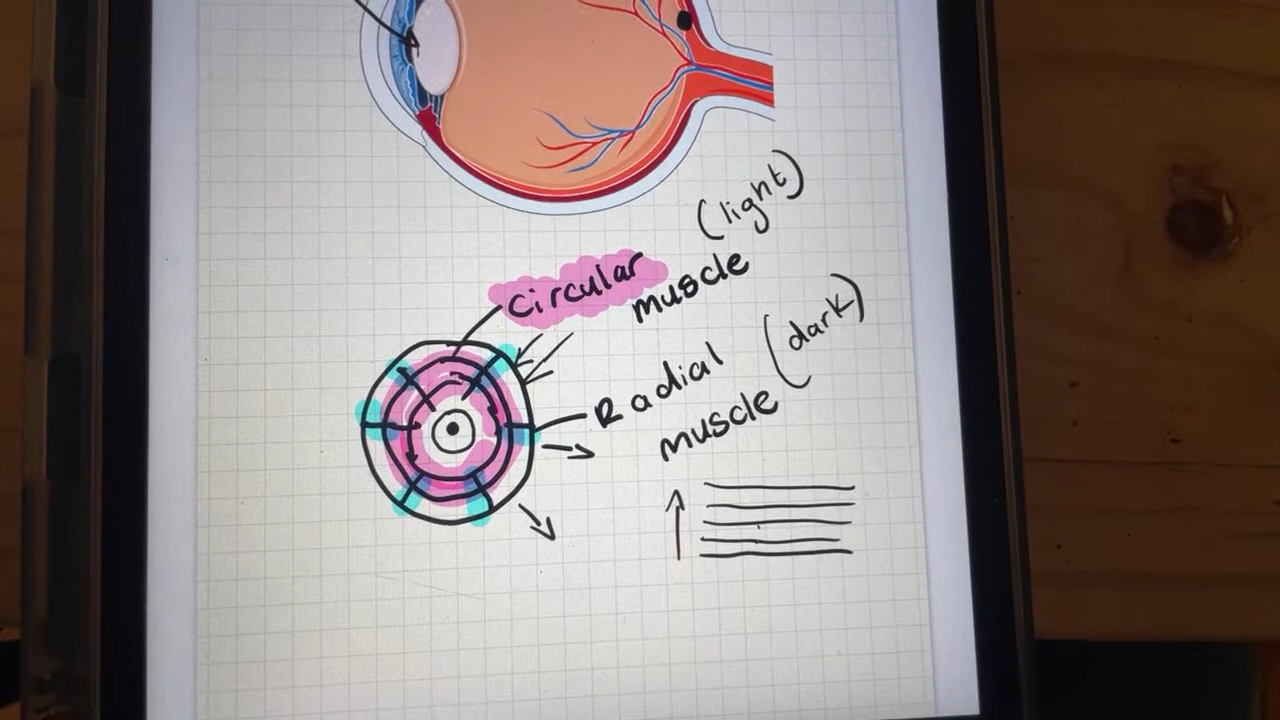 (light)
circular
muscle
(dark)
Radial
muscle